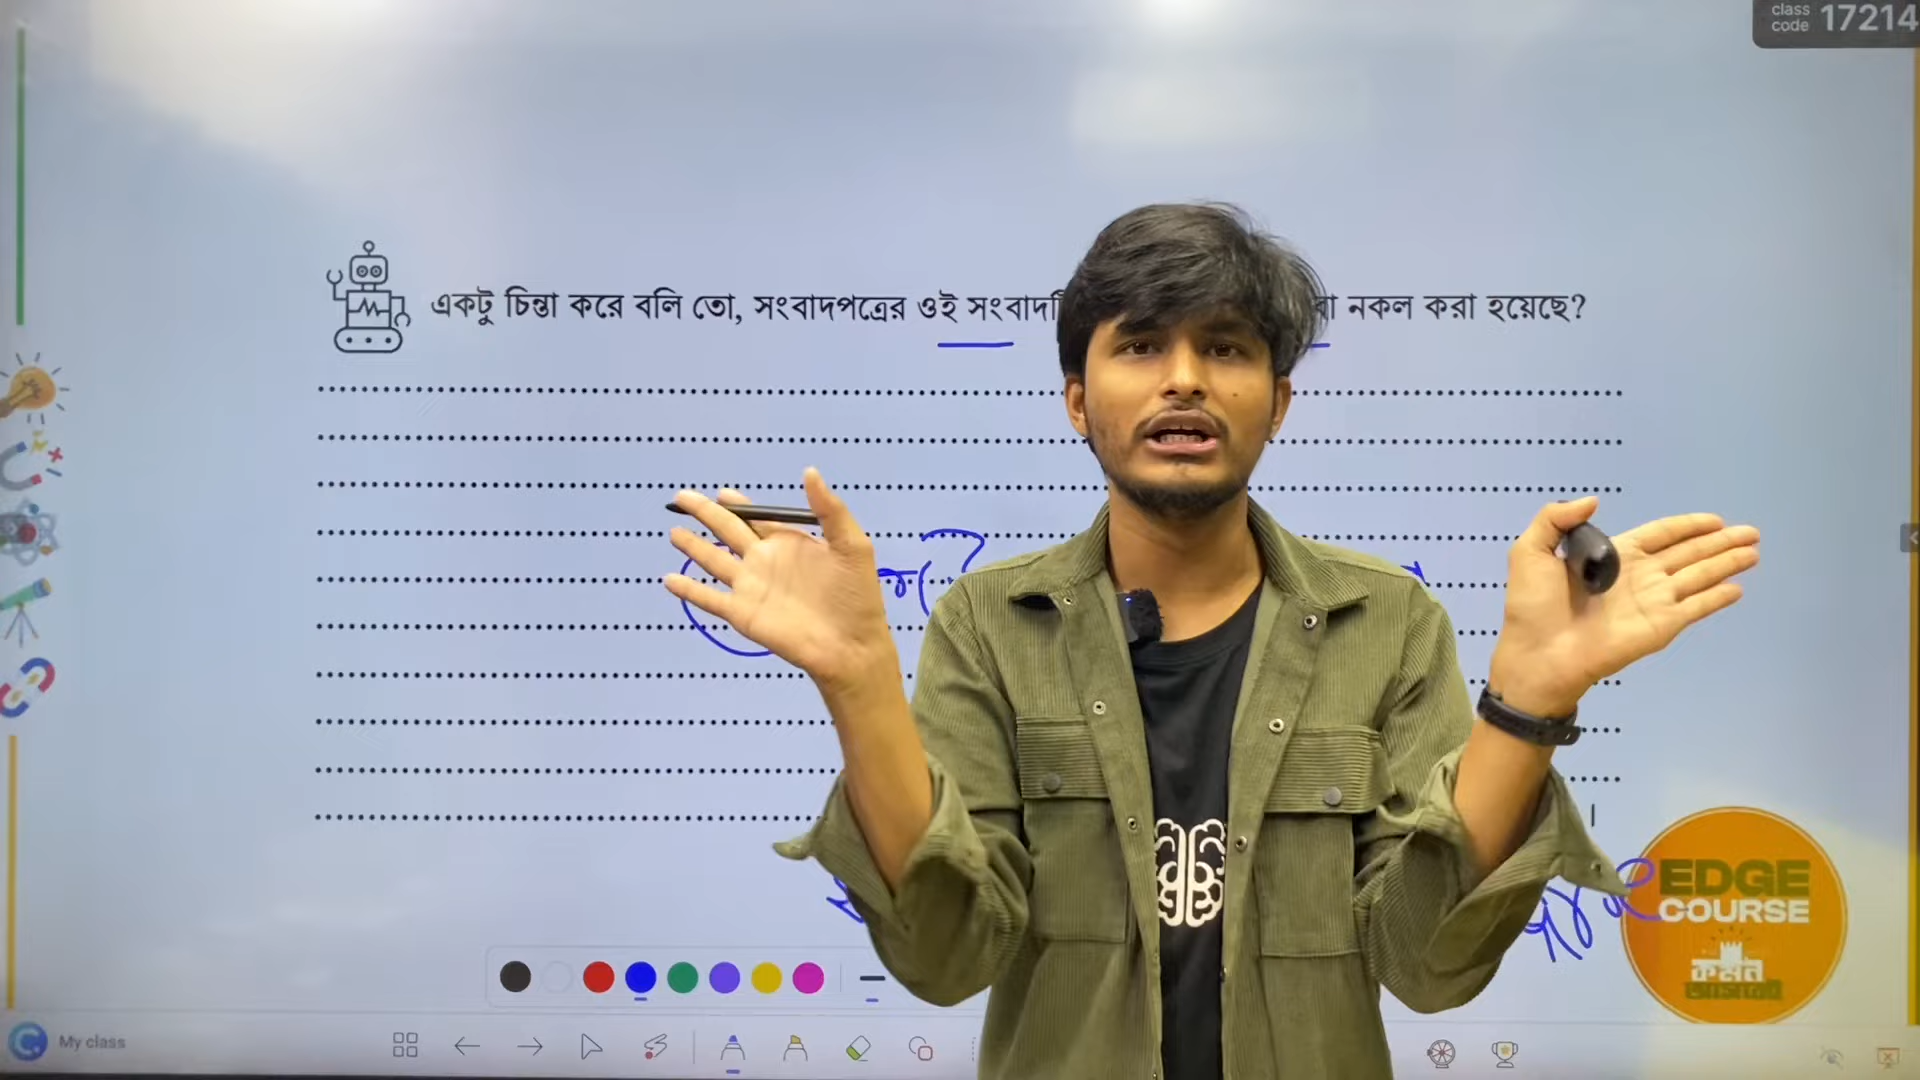 class
code 17214
একটু চিন্তা করে বলি তো, সংবাদপত্রের ওই সংবাদটি
নকল করা হয়েছে?
EDGE
COURSE
My class